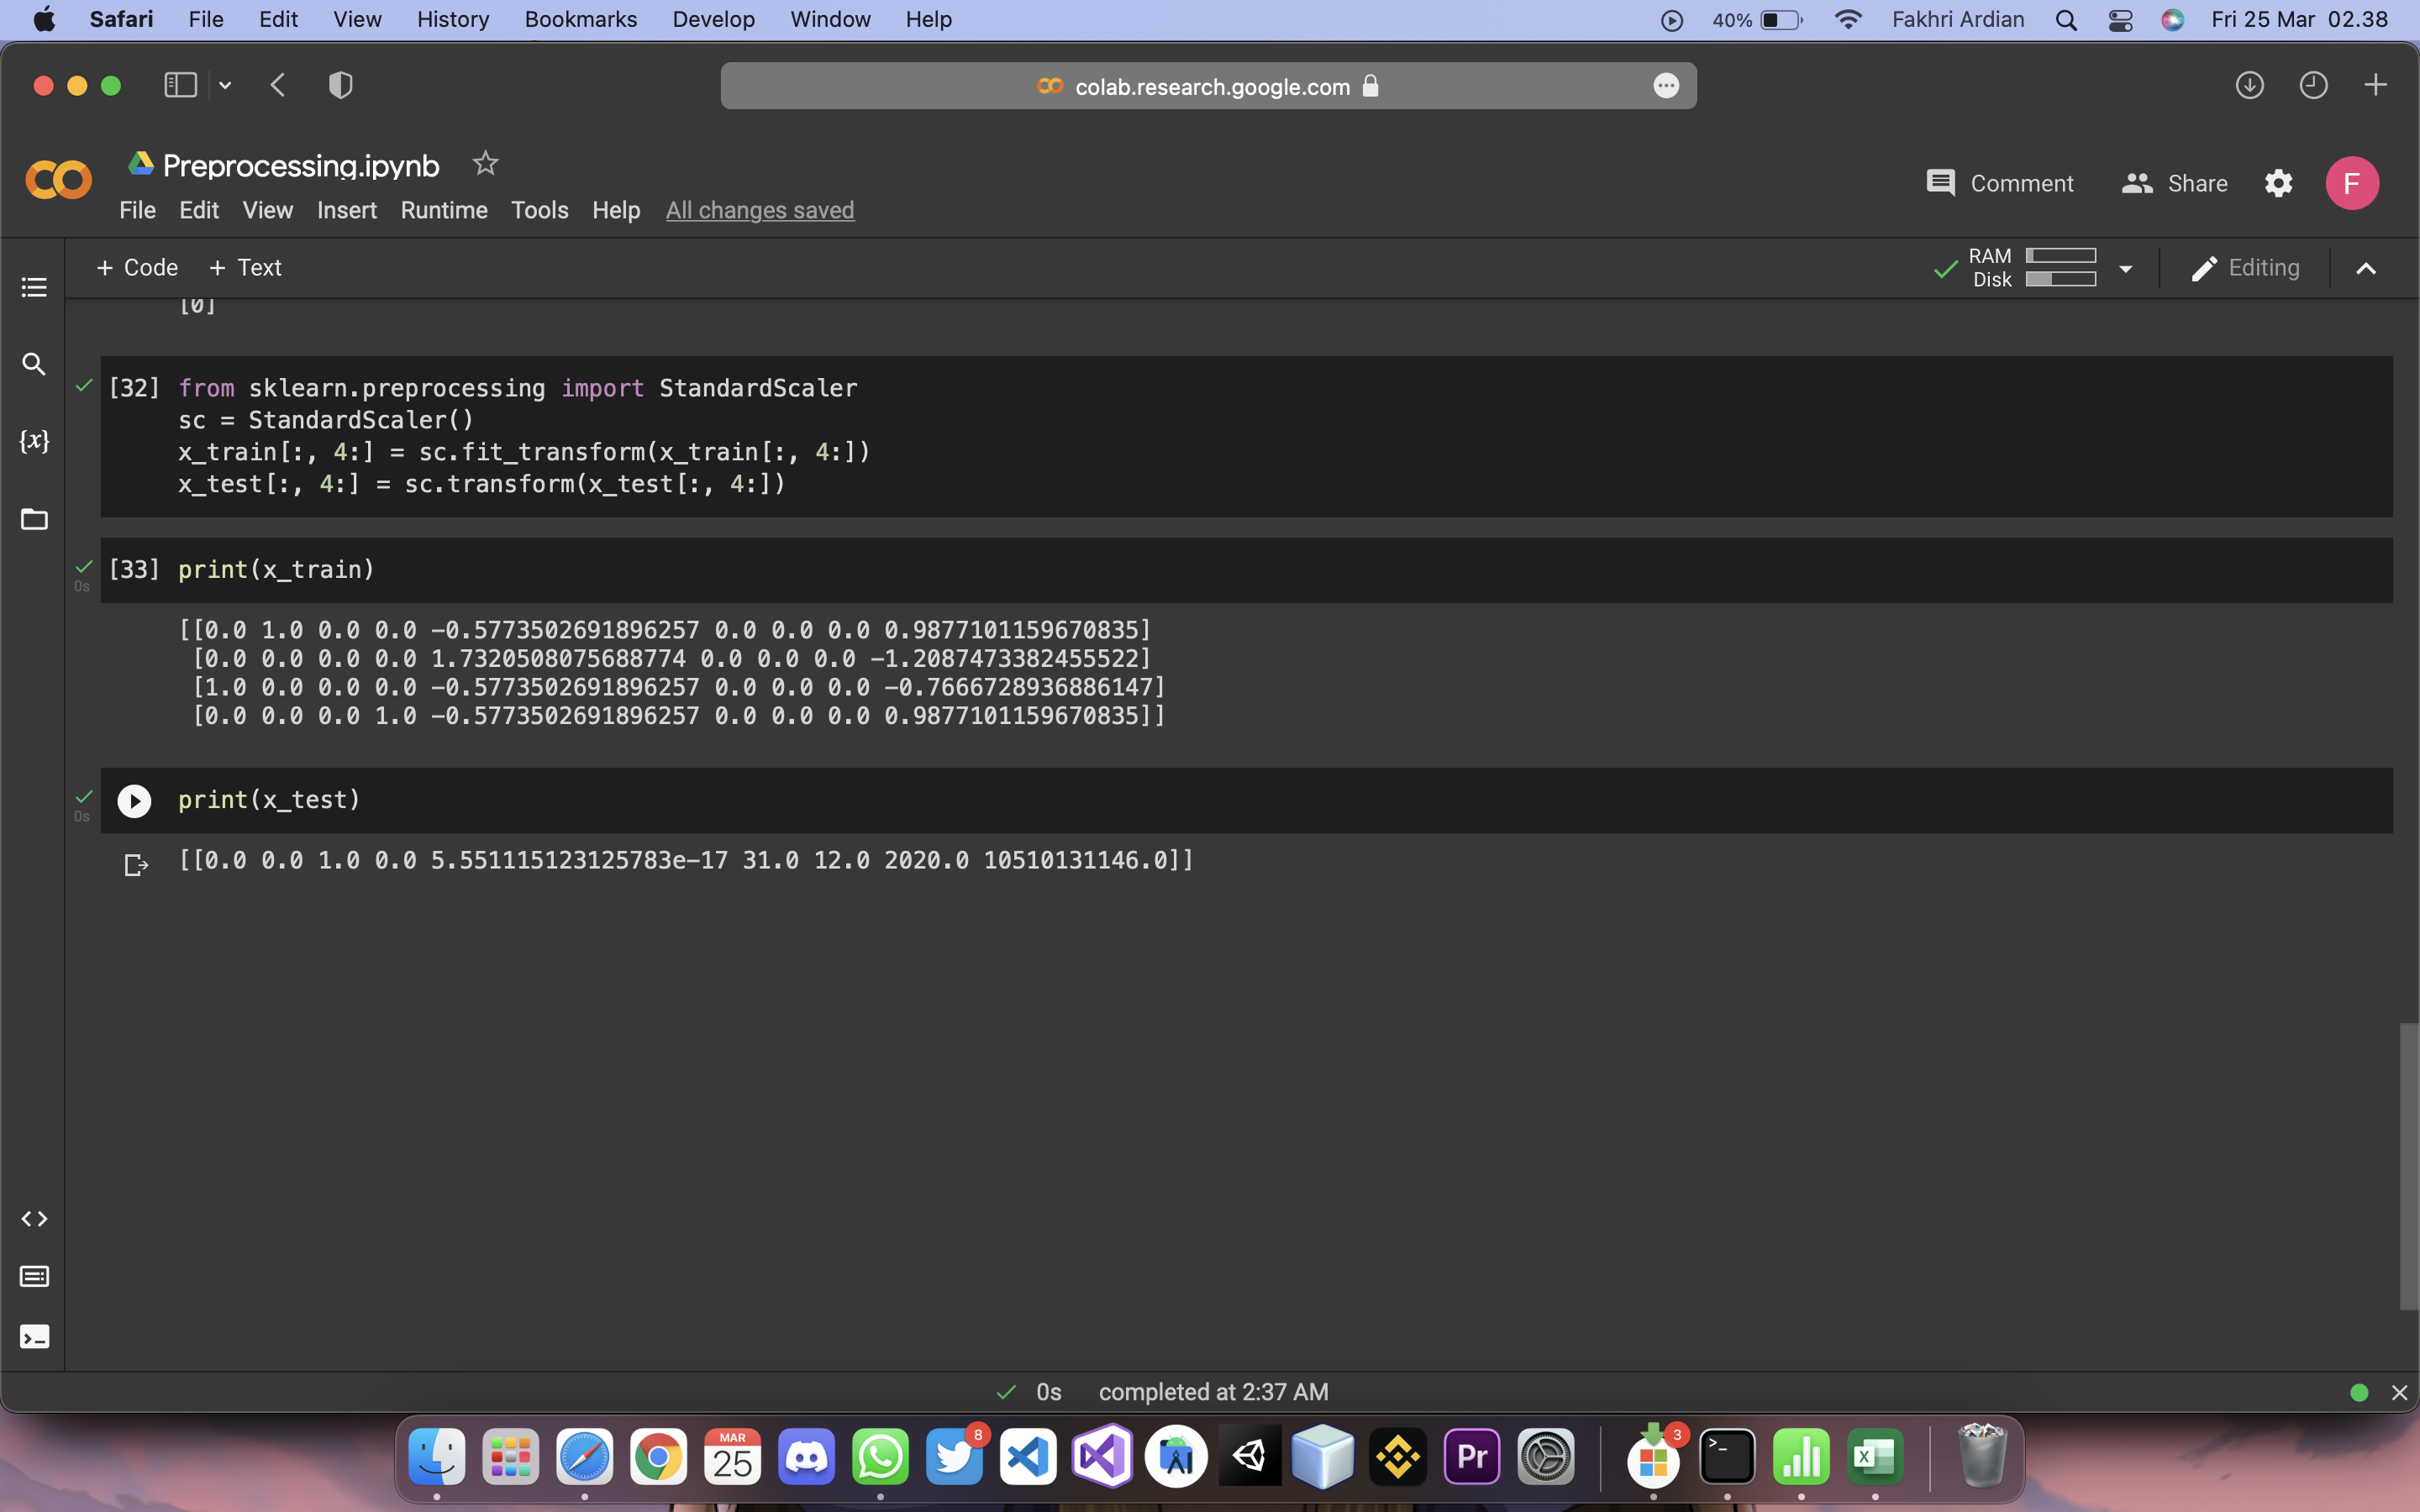 Safari File Edit View History Bookmarks Develop Window Help 40% Fakhri Ardian Fri 25 Mar 02.38
colab.research.google.com
Preprocessing.ipynb
Comment Share F
File Edit View Insert Runtime Tools Help All changes saved
+ Code + Text RAM Disk Editing
[0]
[32] from sklearn.preprocessing import StandardScaler
sc = StandardScaler()
x_train[:, 4:] = sc.fit_transform(x_train[:, 4:])
x_test[:, 4:] = sc.transform(x_test[:, 4:])
[33] print(x_train)
0s
[[0.0 1.0 0.0 0.0 -0.5773502691896257 0.0 0.0 0.0 0.9877101159670835]
[0.0 0.0 0.0 0.0 1.7320508075688774 0.0 0.0 0.0 -1.2087473382455522]
[1.0 0.0 0.0 0.0 -0.5773502691896257 0.0 0.0 0.0 -0.7666728936886147]
[0.0 0.0 0.0 1.0 -0.5773502691896257 0.0 0.0 0.0 0.9877101159670835]]
print(x_test)
0s
[[0.0 0.0 1.0 0.0 5.551115123125783e-17 31.0 12.0 2020.0 10510131146.0]]
{x}
0s completed at 2:37 AM
MAR
25
8
Pr
3
X